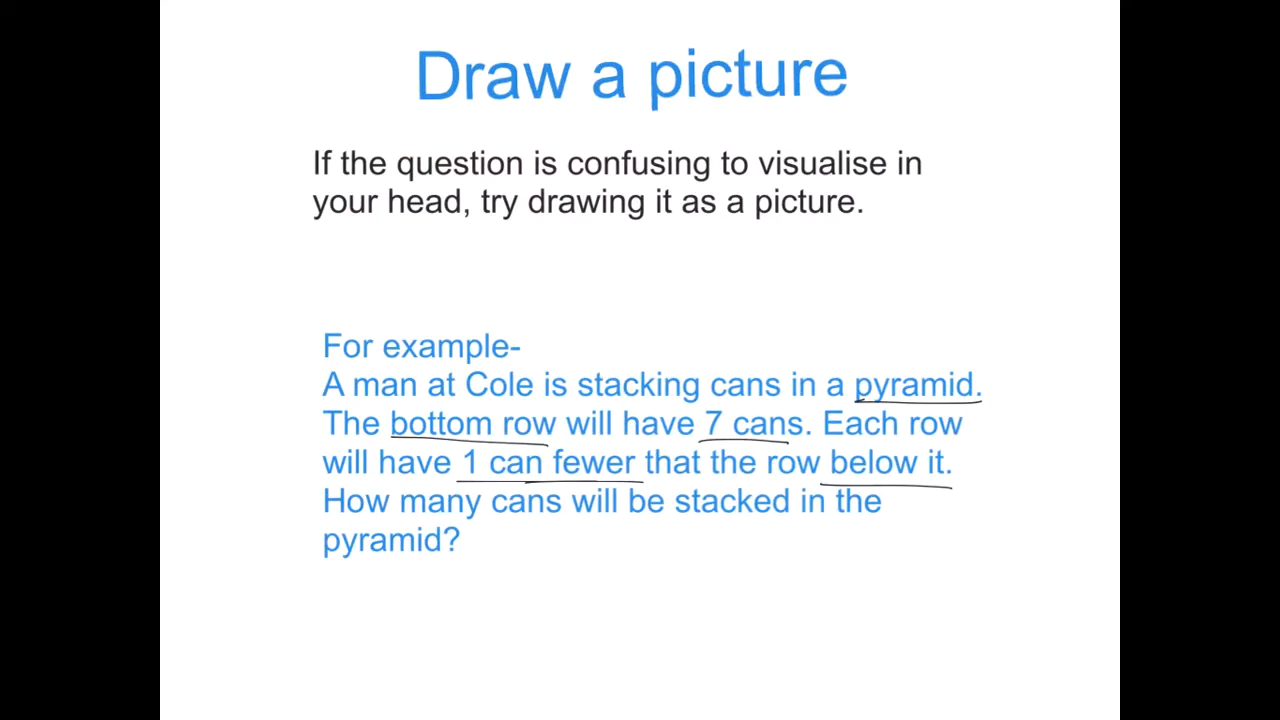 Draw a picture
If the question is confusing to visualise in
your head, try drawing it as a picture.
For example-
A man at Cole is stacking cans in a pyramid.
The bottom row will have 7 cans. Each row
will have 1 can fewer that the row below it.
How many cans will be stacked in the
pyramid?